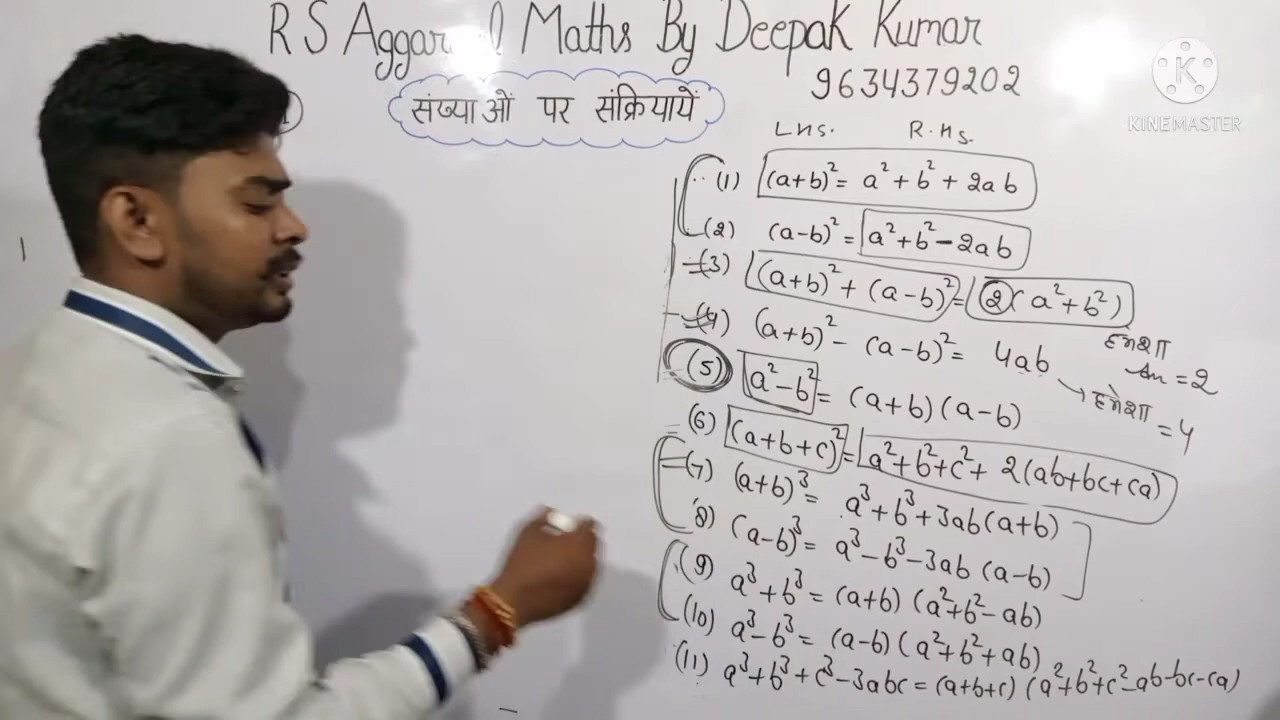 R S Aggar l Maths By Deepak Kumar
9634379202
KINEMASTER
संख्याओं पर संक्रियायें
LHS. R.HS.
(1) (a+b)² = a² + b² + 2ab
(2) (a-b)² = a² + b² - 2ab
(3) (a+b)² + (a-b)² = 2(a² + b²)
हमेशा
= 2
(4) (a+b)² - (a-b)² = 4ab
→ हमेशा = 4
(5) a² - b² = (a+b)(a-b)
(6) (a+b+c)² = a² + b² + c² + 2(ab+bc+ca)
(7) (a+b)³ = a³ + b³ + 3ab(a+b)
(8) (a-b)³ = a³ - b³ - 3ab(a-b)
(9) a³ + b³ = (a+b)(a² + b² - ab)
(10) a³ - b³ = (a-b)(a² + b² + ab)
(11) a³ + b³ + c³ - 3abc = (a+b+c)(a² + b² + c² - ab - bc - ca)